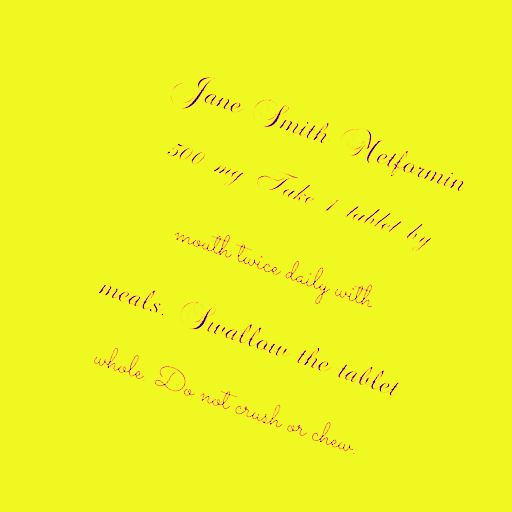 Jane Smith Metformin
500 mg Take 1 tablet by
mouth twice daily with
meals. Swallow the tablet
whole. Do not crush or chew.